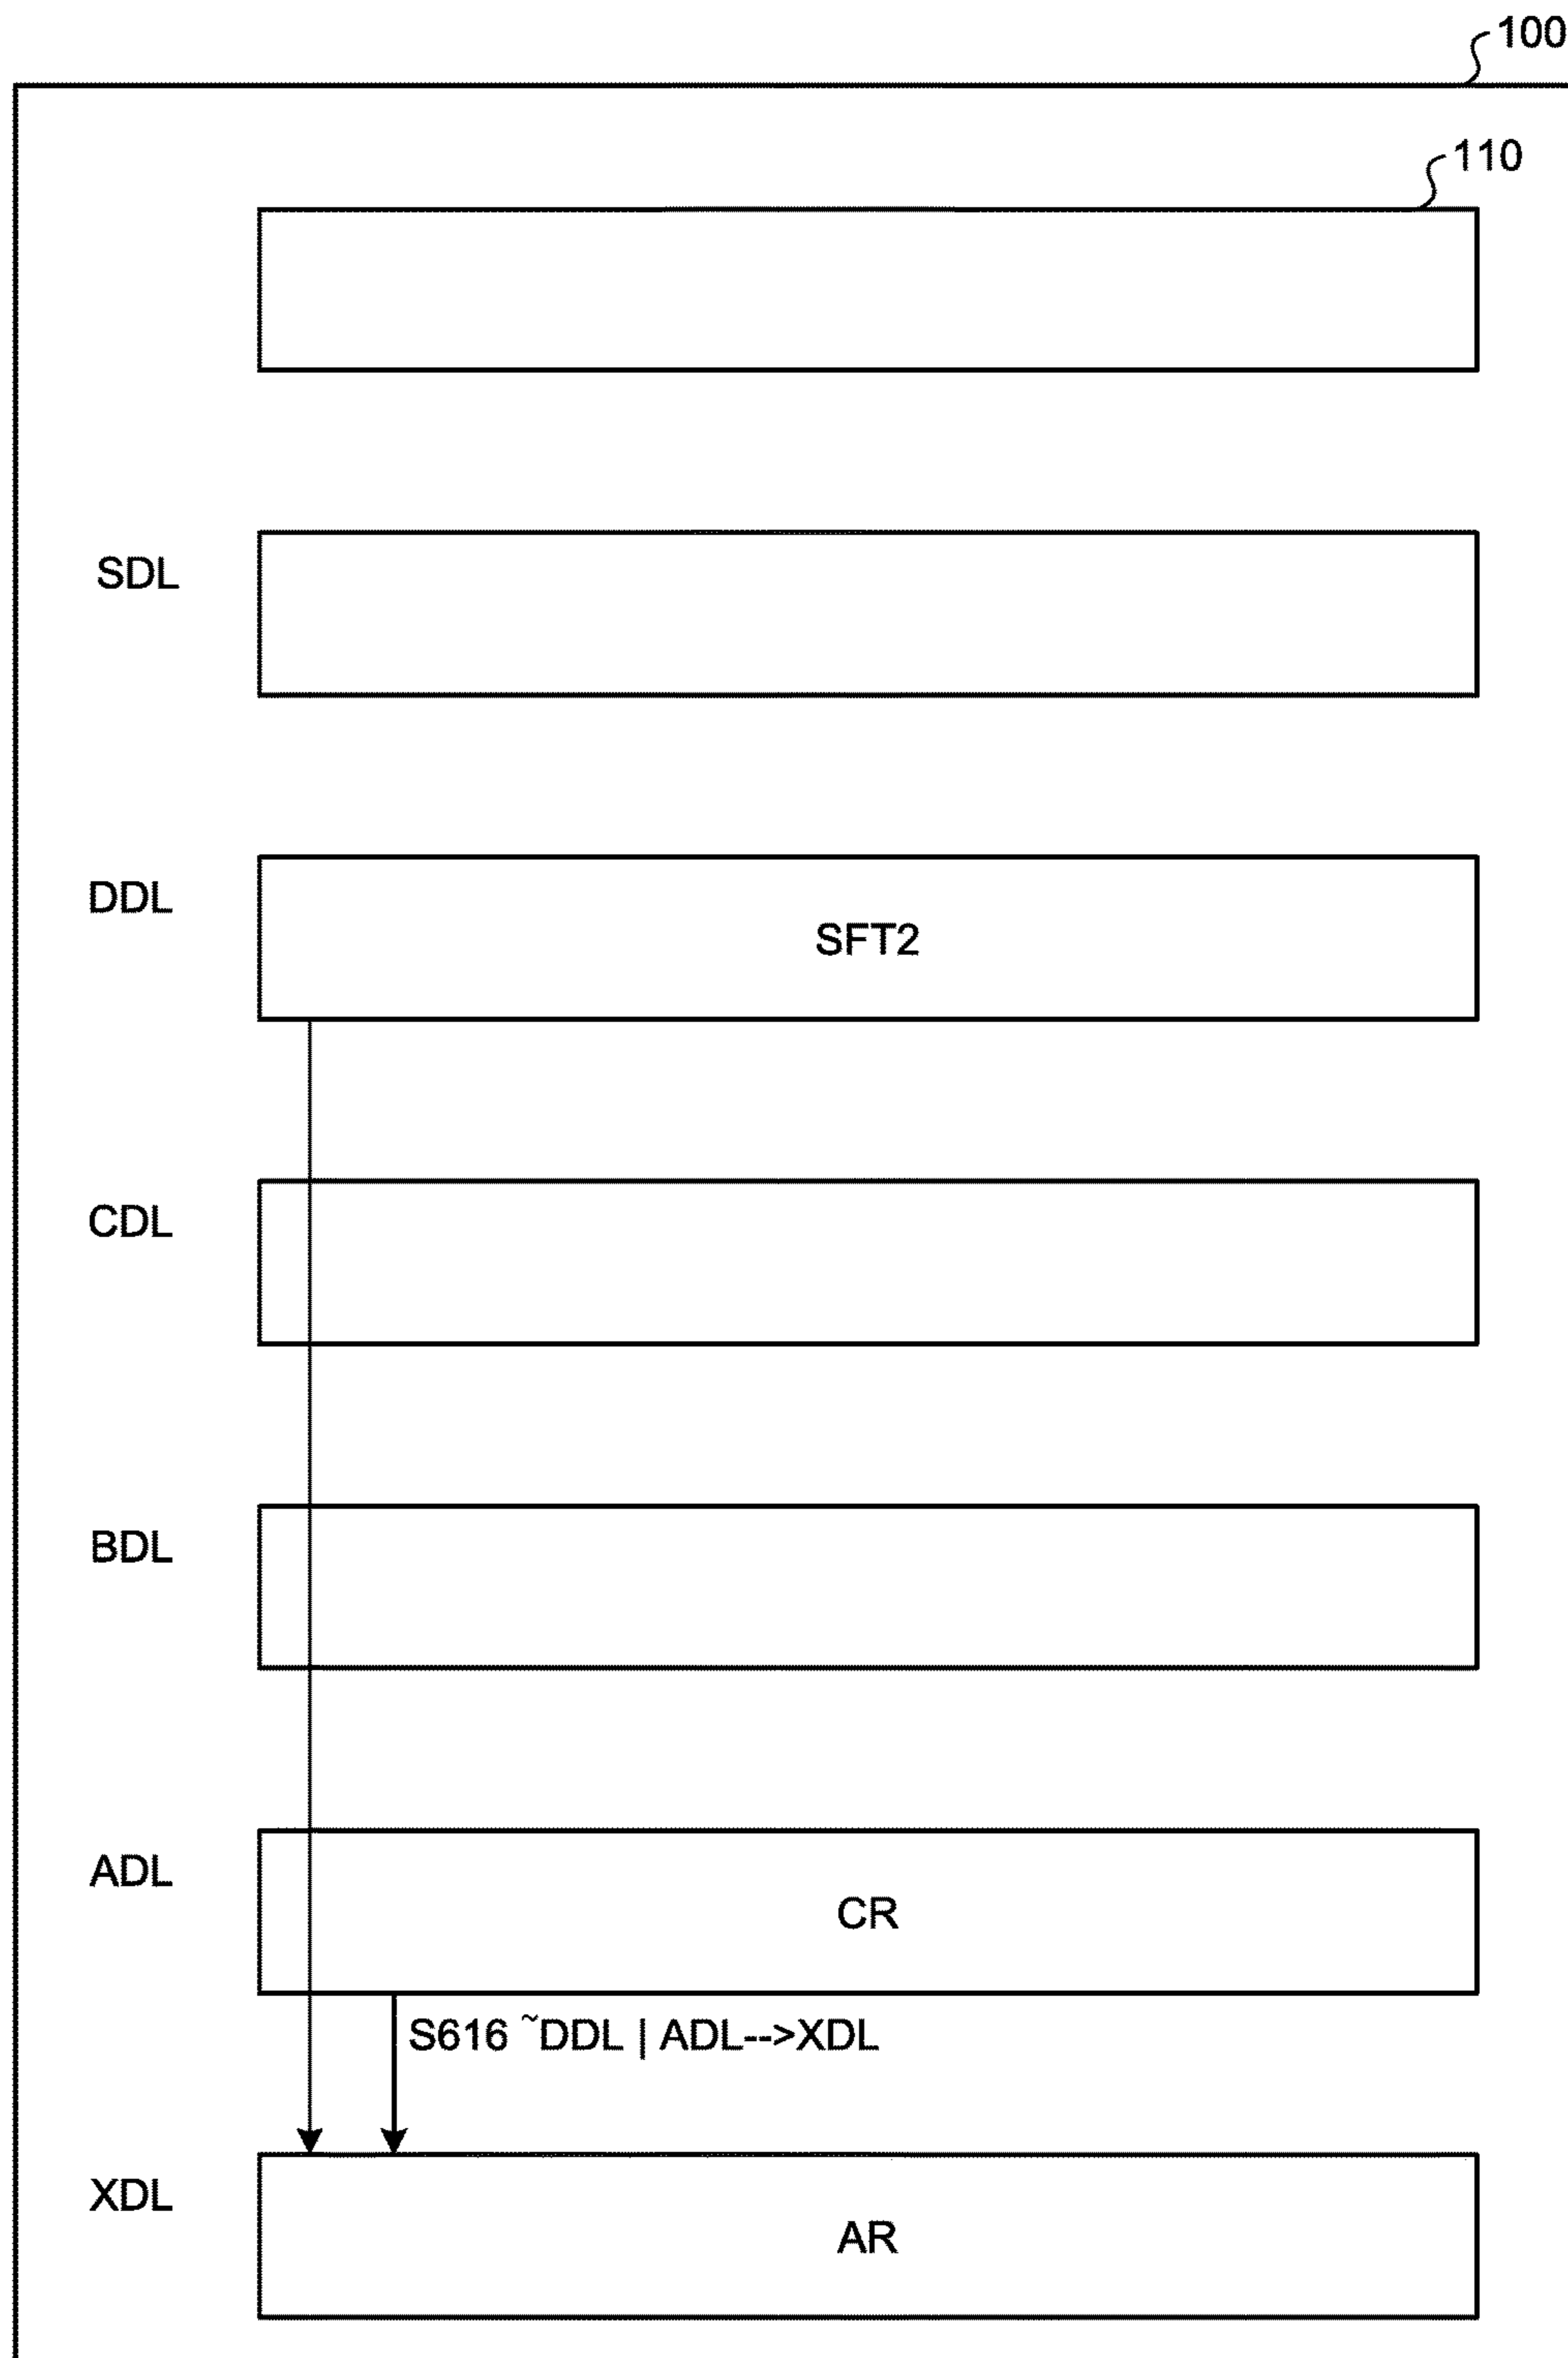 100
110
SDL
DDL
SFT2
CDL
BDL
ADL
CR
S616 ~DDL | ADL-->XDL
XDL
AR